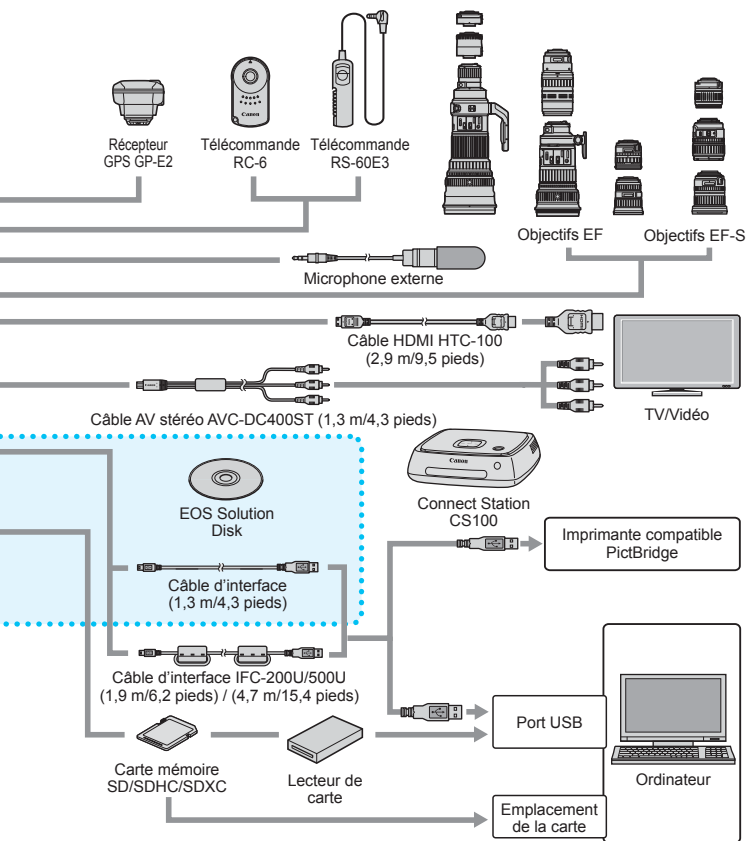 Canon
Récepteur
GPS GP-E2
Télécommande
RC-6
Télécommande
RS-60E3
Objectifs EF
Objectifs EF-S
Microphone externe
Câble HDMI HTC-100
(2,9 m/9,5 pieds)
TV/Vidéo
Câble AV stéréo AVC-DC400ST (1,3 m/4,3 pieds)
EOS Solution
Disk
Canon
Connect Station
CS100
Imprimante compatible
PictBridge
Câble d'interface
(1,3 m/4,3 pieds)
Câble d'interface IFC-200U/500U
(1,9 m/6,2 pieds) / (4,7 m/15,4 pieds)
Port USB
Ordinateur
Carte mémoire
SD/SDHC/SDXC
Lecteur de
carte
Emplacement
de la carte